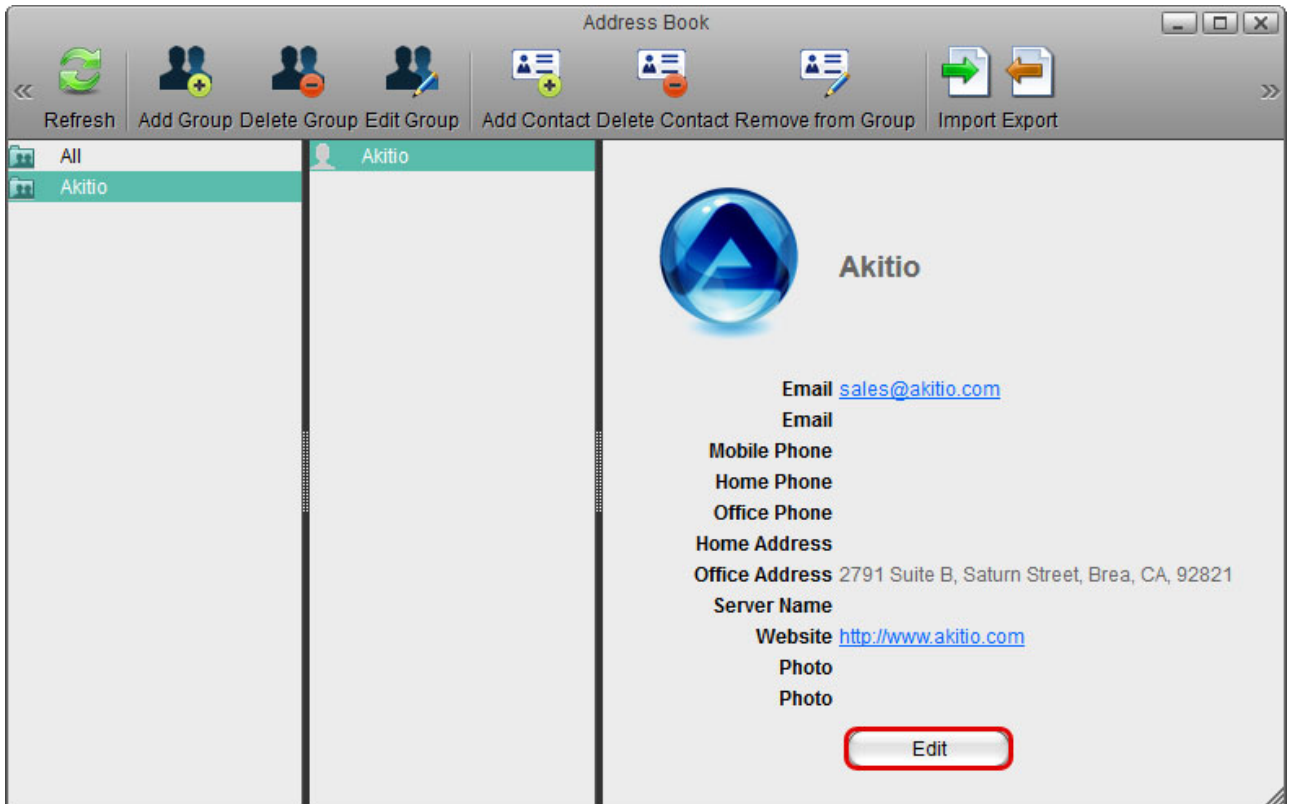 Address Book
Refresh Add Group Delete Group Edit Group Add Contact Delete Contact Remove from Group Import Export
All
Akitio
Akitio
Akitio
Email sales@akitio.com
Email
Mobile Phone
Home Phone
Office Phone
Home Address
Office Address 2791 Suite B, Saturn Street, Brea, CA, 92821
Server Name
Website http://www.akitio.com
Photo
Photo
Edit